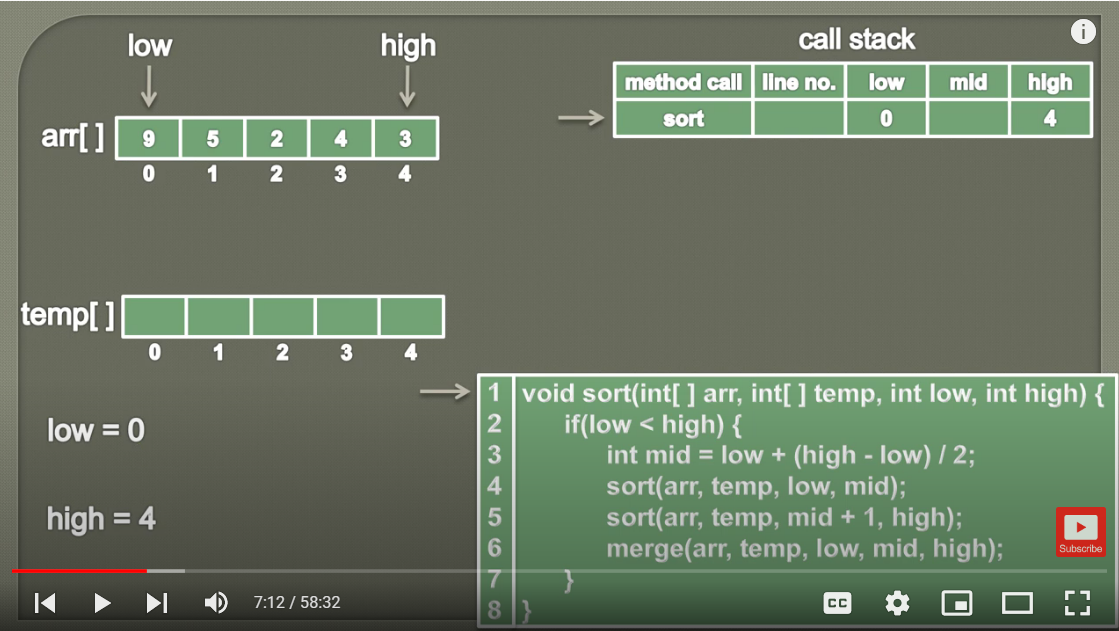 low high
arr[ ] 9 5 2 4 3
0 1 2 3 4
call stack
method call line no. low mid high
sort 0 4
temp[ ]
0 1 2 3 4
low = 0
high = 4
1 void sort(int[ ] arr, int[ ] temp, int low, int high) {
2 if(low < high) {
3 int mid = low + (high - low) / 2;
4 sort(arr, temp, low, mid);
5 sort(arr, temp, mid + 1, high);
6 merge(arr, temp, low, mid, high);
7 }
8 }
Subscribe
7:12 / 58:32
CC
i